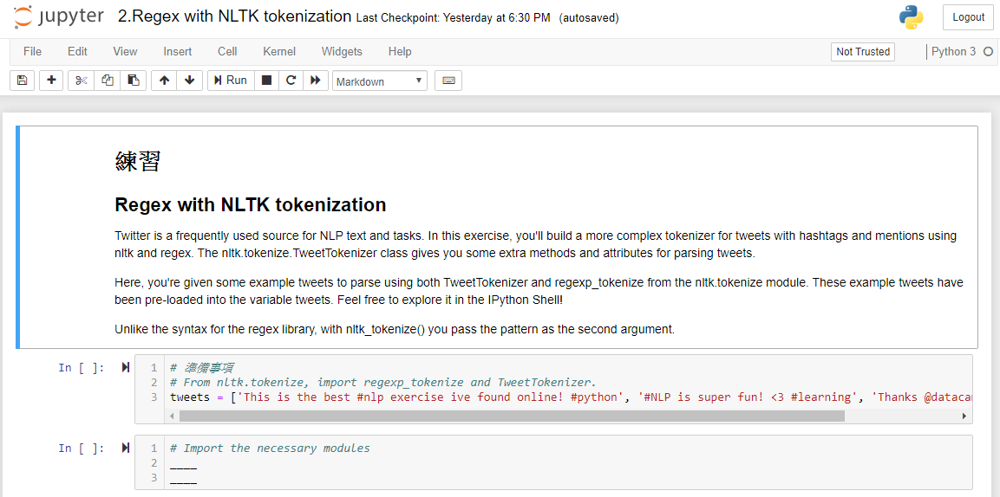 jupyter 2.Regex with NLTK tokenization Last Checkpoint: Yesterday at 6:30 PM (autosaved)
Logout
File Edit View Insert Cell Kernel Widgets Help Not Trusted Python 3
Run Markdown
練習
Regex with NLTK tokenization
Twitter is a frequently used source for NLP text and tasks. In this exercise, you'll build a more complex tokenizer for tweets with hashtags and mentions using
nltk and regex. The nltk.tokenize.TweetTokenizer class gives you some extra methods and attributes for parsing tweets.
Here, you're given some example tweets to parse using both TweetTokenizer and regexp_tokenize from the nltk.tokenize module. These example tweets have
been pre-loaded into the variable tweets. Feel free to explore it in the IPython Shell!
Unlike the syntax for the regex library, with nltk_tokenize() you pass the pattern as the second argument.
In [ ]: 1 # 準備事項
2 # From nltk.tokenize, import regexp_tokenize and TweetTokenizer.
3 tweets = ['This is the best #nlp exercise ive found online! #python', '#NLP is super fun! <3 #learning', 'Thanks @datacam
In [ ]: 1 # Import the necessary modules
2 ____
3 ____